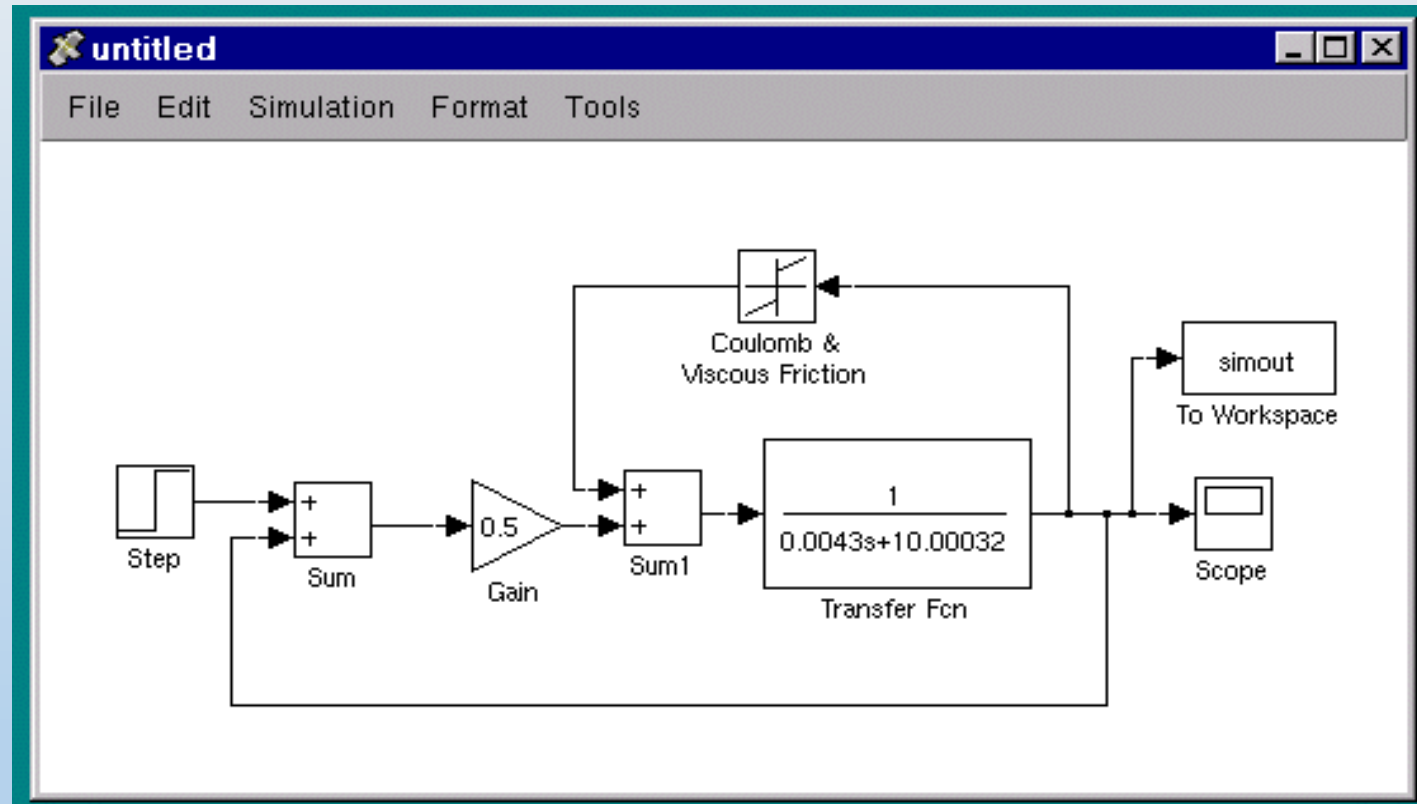 untitled
File Edit Simulation Format Tools
Coulomb &
Viscous Friction
simout
To Workspace
Step
+
+
Sum
0.5
Gain
+
+
Sum1
1
0.0043s+10.00032
Transfer Fcn
Scope